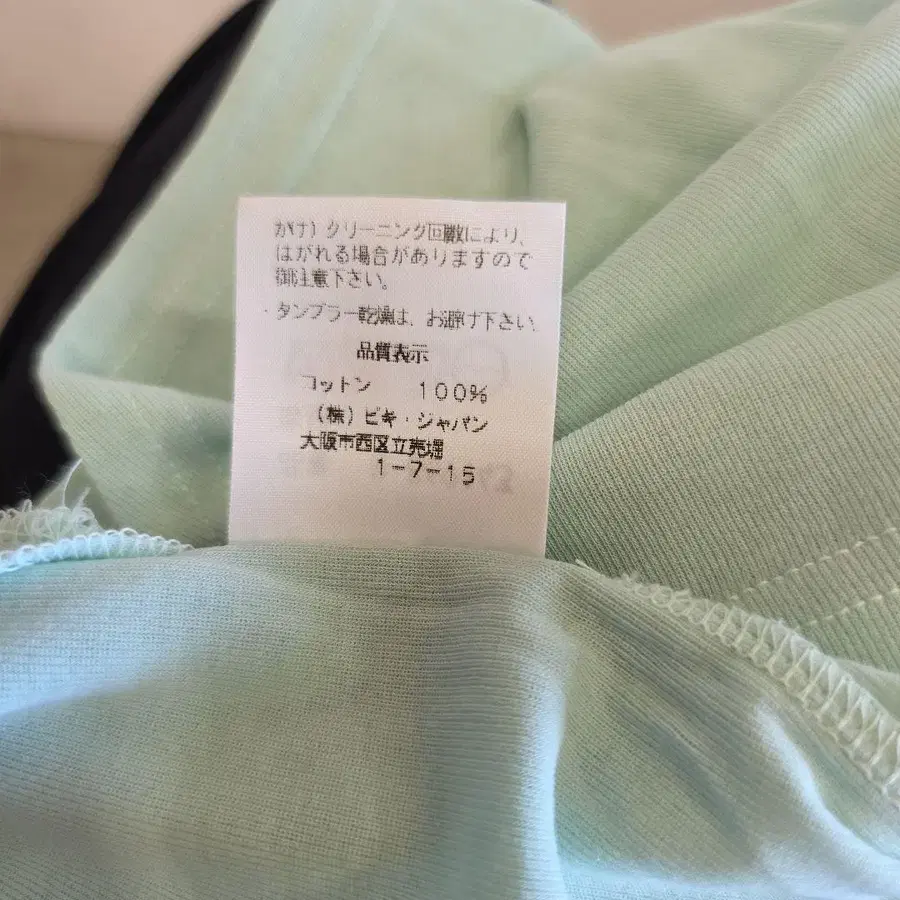 がけ）クリーニング回数により、
はがれる場合がありますので
御注意下さい。
・タンブラー乾燥は、お避け下さい。
品質表示
コットン　100%
（株）ビキ・ジャパン
大阪市西区立売堀
1-7-15